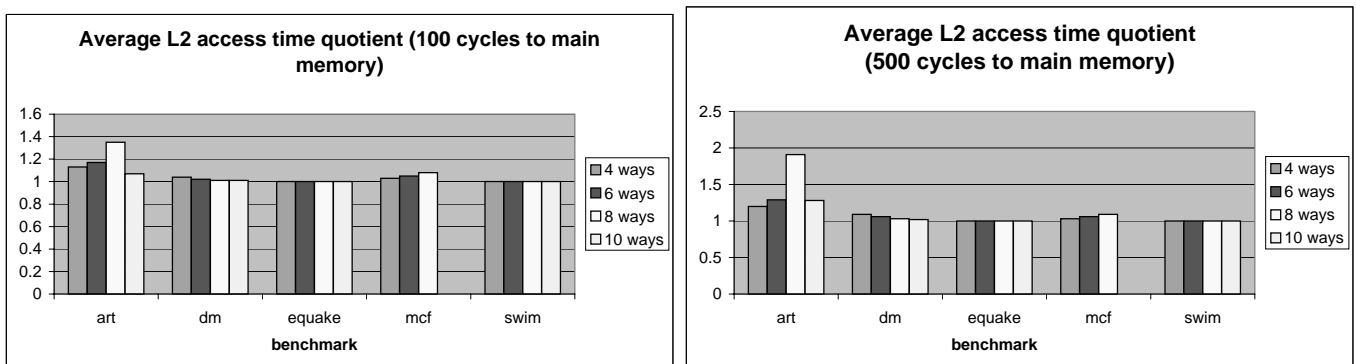 Average L2 access time quotient (100 cycles to main
memory)
1.6
1.4
1.2
1
0.8
0.6
0.4
0.2
0
art
dm
equake
mcf
swim
benchmark
4 ways
6 ways
8 ways
10 ways
Average L2 access time quotient
(500 cycles to main memory)
2.5
2
1.5
1
0.5
0
art
dm
equake
mcf
swim
benchmark
4 ways
6 ways
8 ways
10 ways